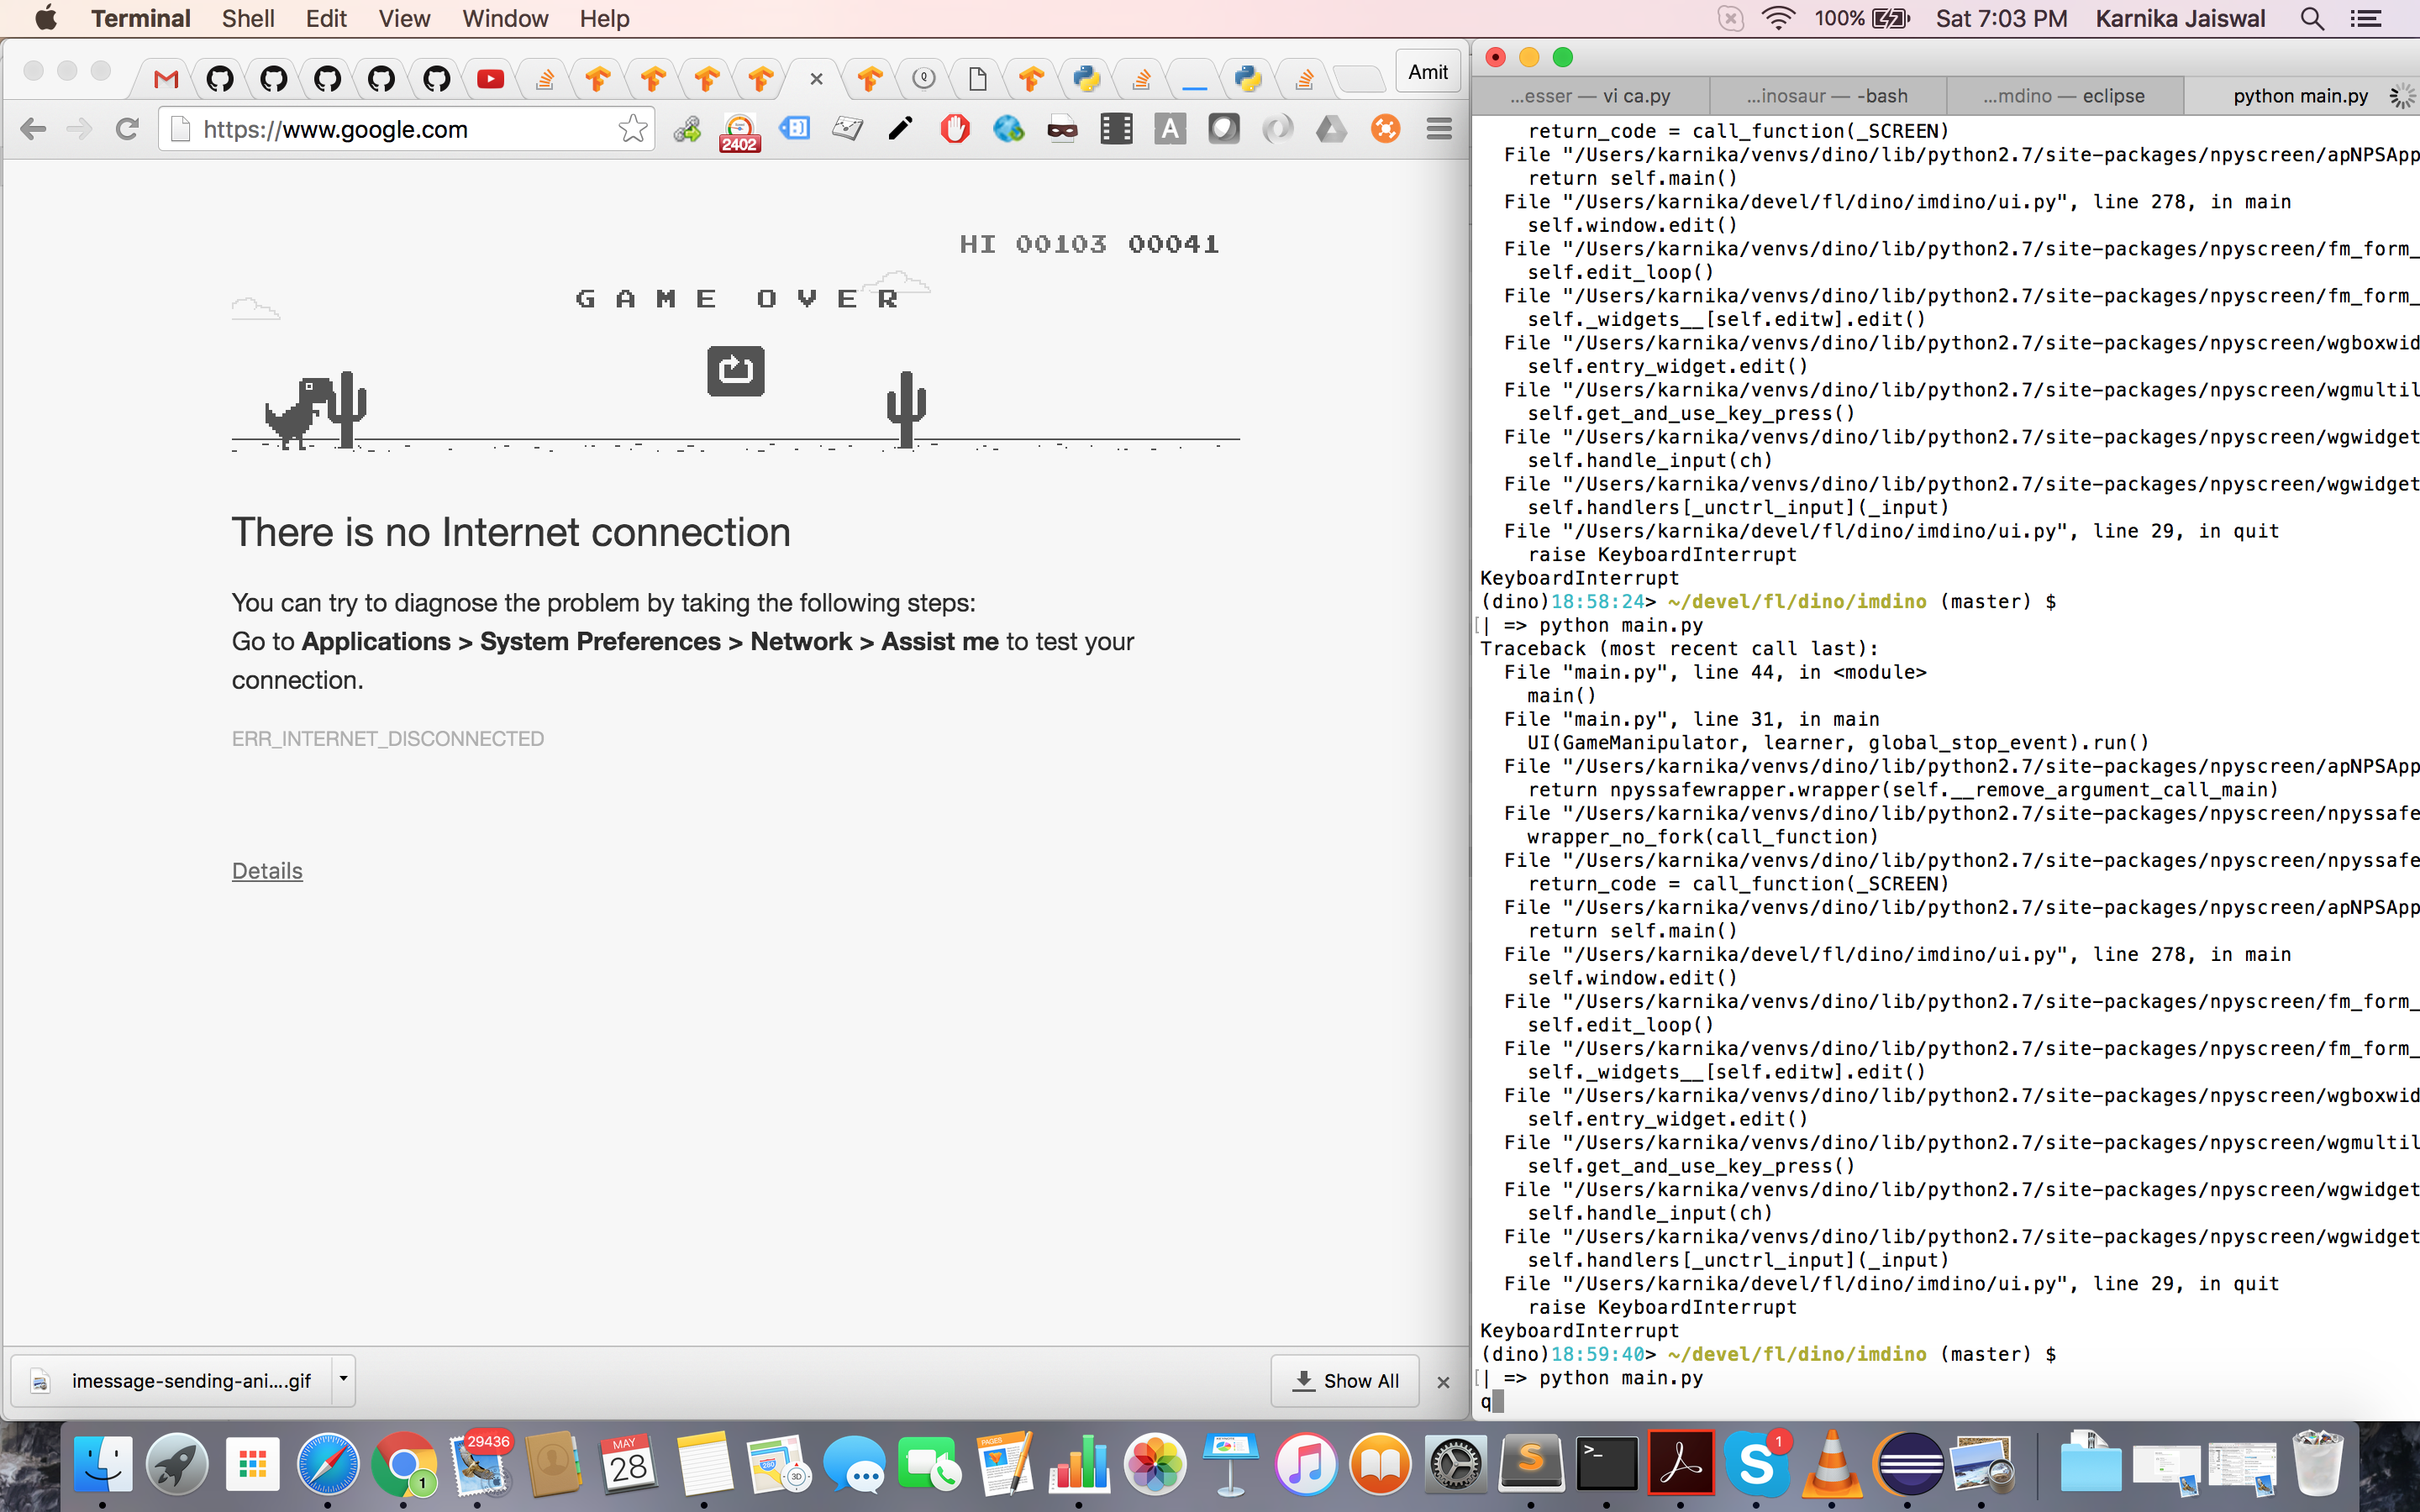 Terminal Shell Edit View Window Help
100% Sat 7:03 PM Karnika Jaiswal
Amit
https://www.google.com
2402
A
HI 00103 00041
GAME OVER
There is no Internet connection
You can try to diagnose the problem by taking the following steps:
Go to Applications > System Preferences > Network > Assist me to test your
connection.
ERR_INTERNET_DISCONNECTED
Details
imessage-sending-ani....gif
Show All
...esser — vi ca.py ...inosaur — -bash ...mdino — eclipse python main.py
return_code = call_function(_SCREEN)
File "/Users/karnika/venvs/dino/lib/python2.7/site-packages/npyscreen/apNPSApp
return self.main()
File "/Users/karnika/devel/fl/dino/imdino/ui.py", line 278, in main
self.window.edit()
File "/Users/karnika/venvs/dino/lib/python2.7/site-packages/npyscreen/fm_form_
self.edit_loop()
File "/Users/karnika/venvs/dino/lib/python2.7/site-packages/npyscreen/fm_form_
self._widgets__[self.editw].edit()
File "/Users/karnika/venvs/dino/lib/python2.7/site-packages/npyscreen/wgboxwid
self.entry_widget.edit()
File "/Users/karnika/venvs/dino/lib/python2.7/site-packages/npyscreen/wgmultil
self.get_and_use_key_press()
File "/Users/karnika/venvs/dino/lib/python2.7/site-packages/npyscreen/wgwidget
self.handle_input(ch)
File "/Users/karnika/venvs/dino/lib/python2.7/site-packages/npyscreen/wgwidget
self.handlers[_unctrl_input](_input)
File "/Users/karnika/devel/fl/dino/imdino/ui.py", line 29, in quit
raise KeyboardInterrupt
KeyboardInterrupt
(dino)18:58:24> ~/devel/fl/dino/imdino (master) $
[| => python main.py
Traceback (most recent call last):
File "main.py", line 44, in <module>
main()
File "main.py", line 31, in main
UI(GameManipulator, learner, global_stop_event).run()
File "/Users/karnika/venvs/dino/lib/python2.7/site-packages/npyscreen/apNPSApp
return npyssafewrapper.wrapper(self.__remove_argument_call_main)
File "/Users/karnika/venvs/dino/lib/python2.7/site-packages/npyscreen/npyssafe
wrapper_no_fork(call_function)
File "/Users/karnika/venvs/dino/lib/python2.7/site-packages/npyscreen/npyssafe
return_code = call_function(_SCREEN)
File "/Users/karnika/venvs/dino/lib/python2.7/site-packages/npyscreen/apNPSApp
return self.main()
File "/Users/karnika/devel/fl/dino/imdino/ui.py", line 278, in main
self.window.edit()
File "/Users/karnika/venvs/dino/lib/python2.7/site-packages/npyscreen/fm_form_
self.edit_loop()
File "/Users/karnika/venvs/dino/lib/python2.7/site-packages/npyscreen/fm_form_
self._widgets__[self.editw].edit()
File "/Users/karnika/venvs/dino/lib/python2.7/site-packages/npyscreen/wgboxwid
self.entry_widget.edit()
File "/Users/karnika/venvs/dino/lib/python2.7/site-packages/npyscreen/wgmultil
self.get_and_use_key_press()
File "/Users/karnika/venvs/dino/lib/python2.7/site-packages/npyscreen/wgwidget
self.handle_input(ch)
File "/Users/karnika/venvs/dino/lib/python2.7/site-packages/npyscreen/wgwidget
self.handlers[_unctrl_input](_input)
File "/Users/karnika/devel/fl/dino/imdino/ui.py", line 29, in quit
raise KeyboardInterrupt
KeyboardInterrupt
(dino)18:59:40> ~/devel/fl/dino/imdino (master) $
[| => python main.py
q
1 29436 MAY 28 280 3D PAGES S >_ S 1